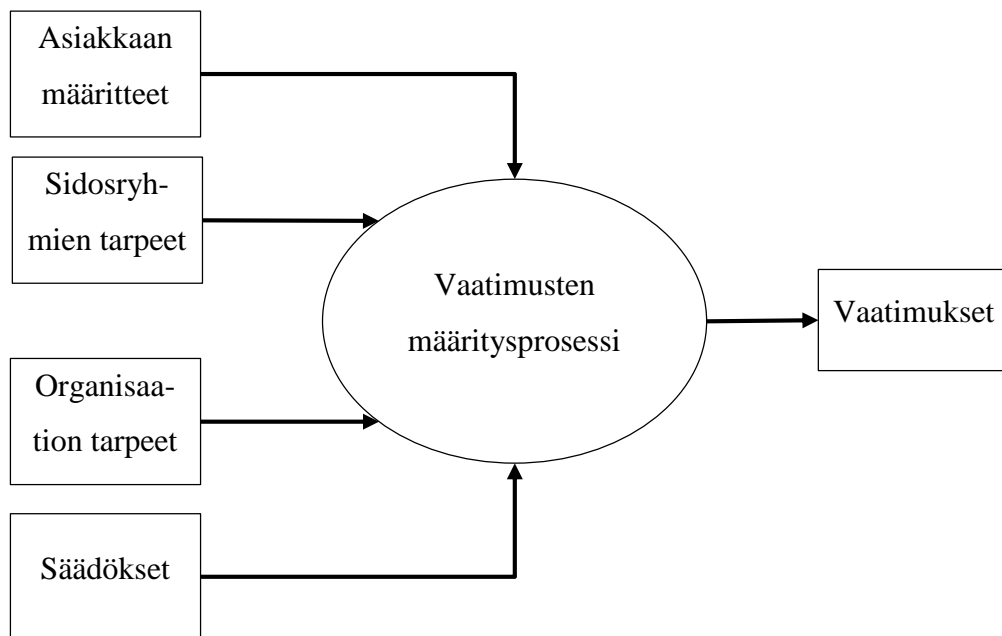 Asiakkaan
määritteet
Sidosryh-
mien tarpeet
Organisaa-
tion tarpeet
Säädökset
Vaatimusten
määritysprosessi
Vaatimukset